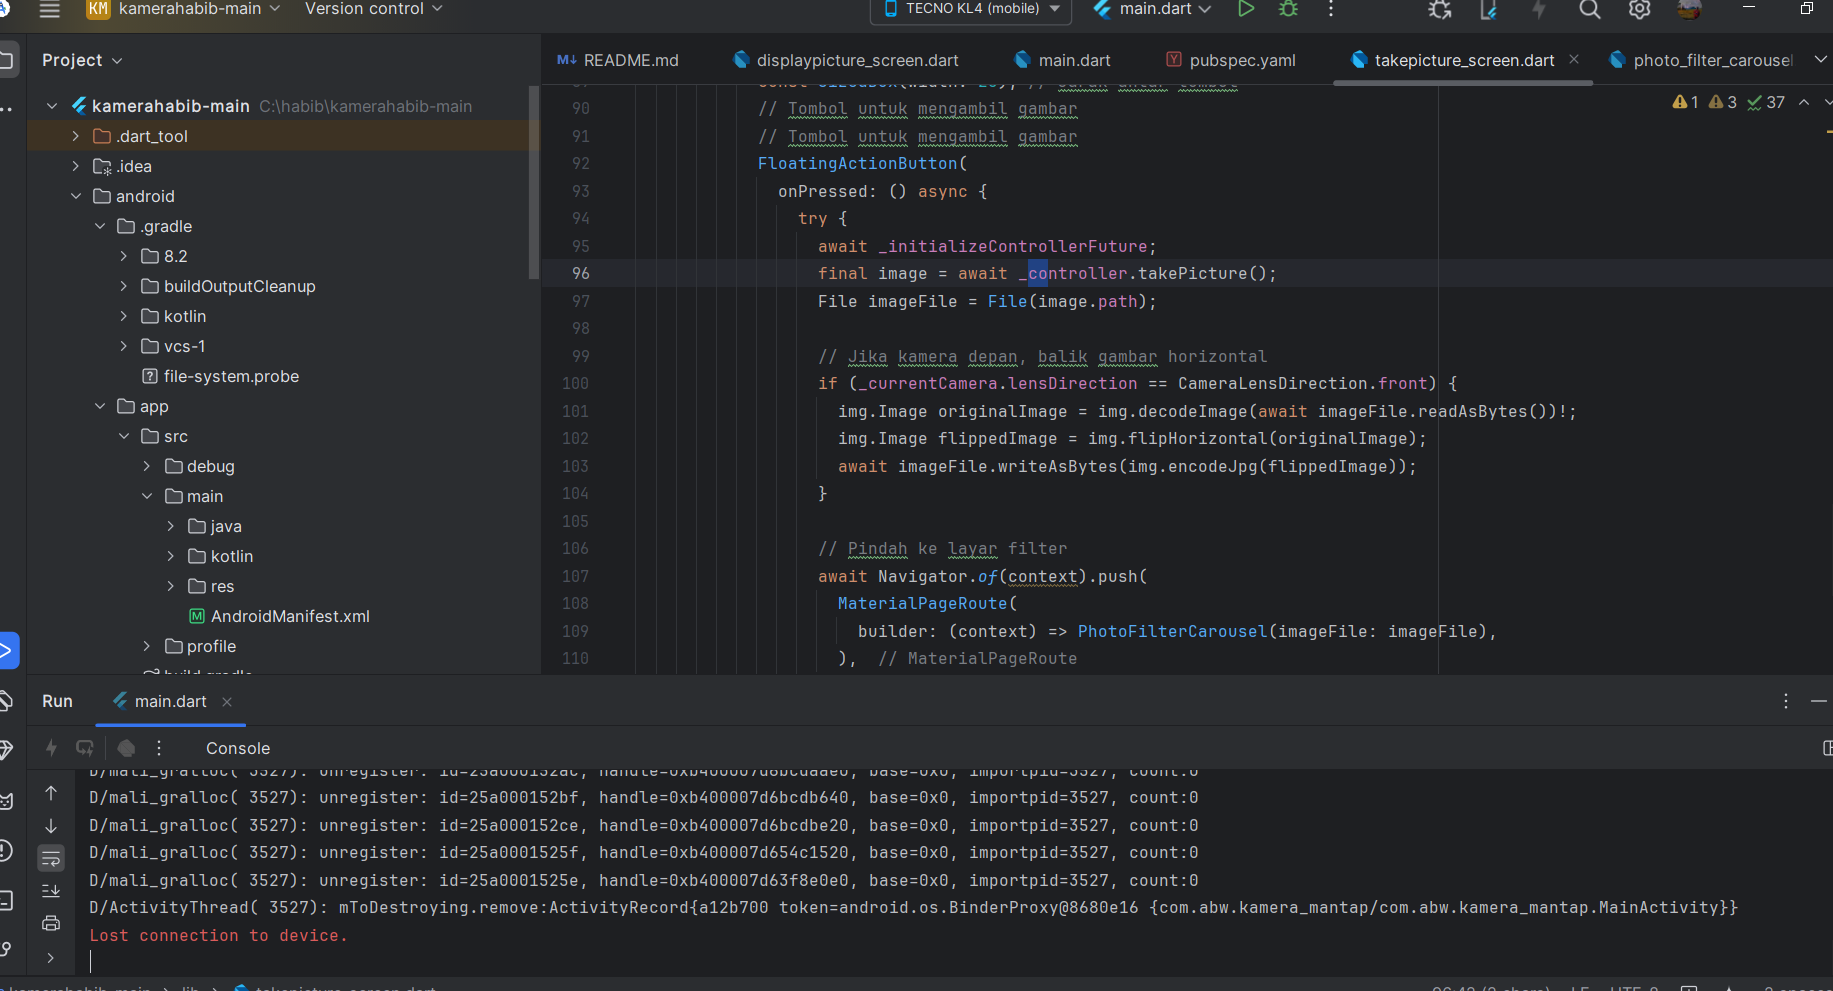 KM kamerahabib-main Version control TECNO KL4 (mobile) main.dart
Project
README.md displaypicture_screen.dart main.dart pubspec.yaml takepicture_screen.dart photo_filter_carousel
kamerahabib-main C:\habib\kamerahabib-main
.dart_tool
.idea
android
.gradle
8.2
buildOutputCleanup
kotlin
vcs-1
file-system.probe
app
src
debug
main
java
kotlin
res
AndroidManifest.xml
profile
1 3 37
90 // Tombol untuk mengambil gambar
91 // Tombol untuk mengambil gambar
92 FloatingActionButton(
93 onPressed: () async {
94 try {
95 await _initializeControllerFuture;
96 final image = await _controller.takePicture();
97 File imageFile = File(image.path);
98
99 // Jika kamera depan, balik gambar horizontal
100 if (_currentCamera.lensDirection == CameraLensDirection.front) {
101 img.Image originalImage = img.decodeImage(await imageFile.readAsBytes())!;
102 img.Image flippedImage = img.flipHorizontal(originalImage);
103 await imageFile.writeAsBytes(img.encodeJpg(flippedImage));
104 }
105
106 // Pindah ke layar filter
107 await Navigator.of(context).push(
108 MaterialPageRoute(
109 builder: (context) => PhotoFilterCarousel(imageFile: imageFile),
110 ), // MaterialPageRoute
Run main.dart
Console
D/mali_gralloc( 3527): unregister: id=25a000152bf, handle=0xb400007d6bcdb640, base=0x0, importpid=3527, count:0
D/mali_gralloc( 3527): unregister: id=25a000152ce, handle=0xb400007d6bcdbe20, base=0x0, importpid=3527, count:0
D/mali_gralloc( 3527): unregister: id=25a0001525f, handle=0xb400007d654c1520, base=0x0, importpid=3527, count:0
D/mali_gralloc( 3527): unregister: id=25a0001525e, handle=0xb400007d63f8e0e0, base=0x0, importpid=3527, count:0
D/ActivityThread( 3527): mToDestroying.remove:ActivityRecord{a12b700 token=android.os.BinderProxy@8680e16 {com.abw.kamera_mantap/com.abw.kamera_mantap.MainActivity}}
Lost connection to device.